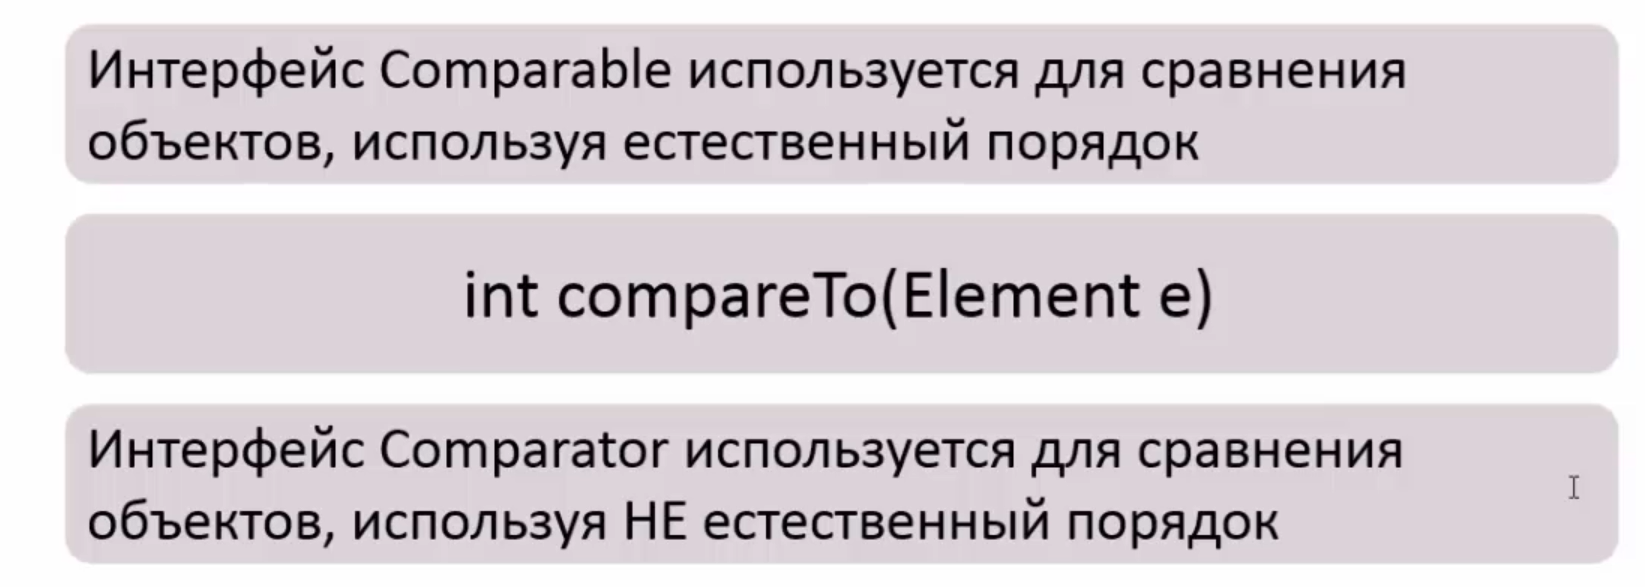 Интерфейс Comparable используется для сравнения
объектов, используя естественный порядок
int compareTo(Element e)
Интерфейс Comparator используется для сравнения
объектов, используя НЕ естественный порядок